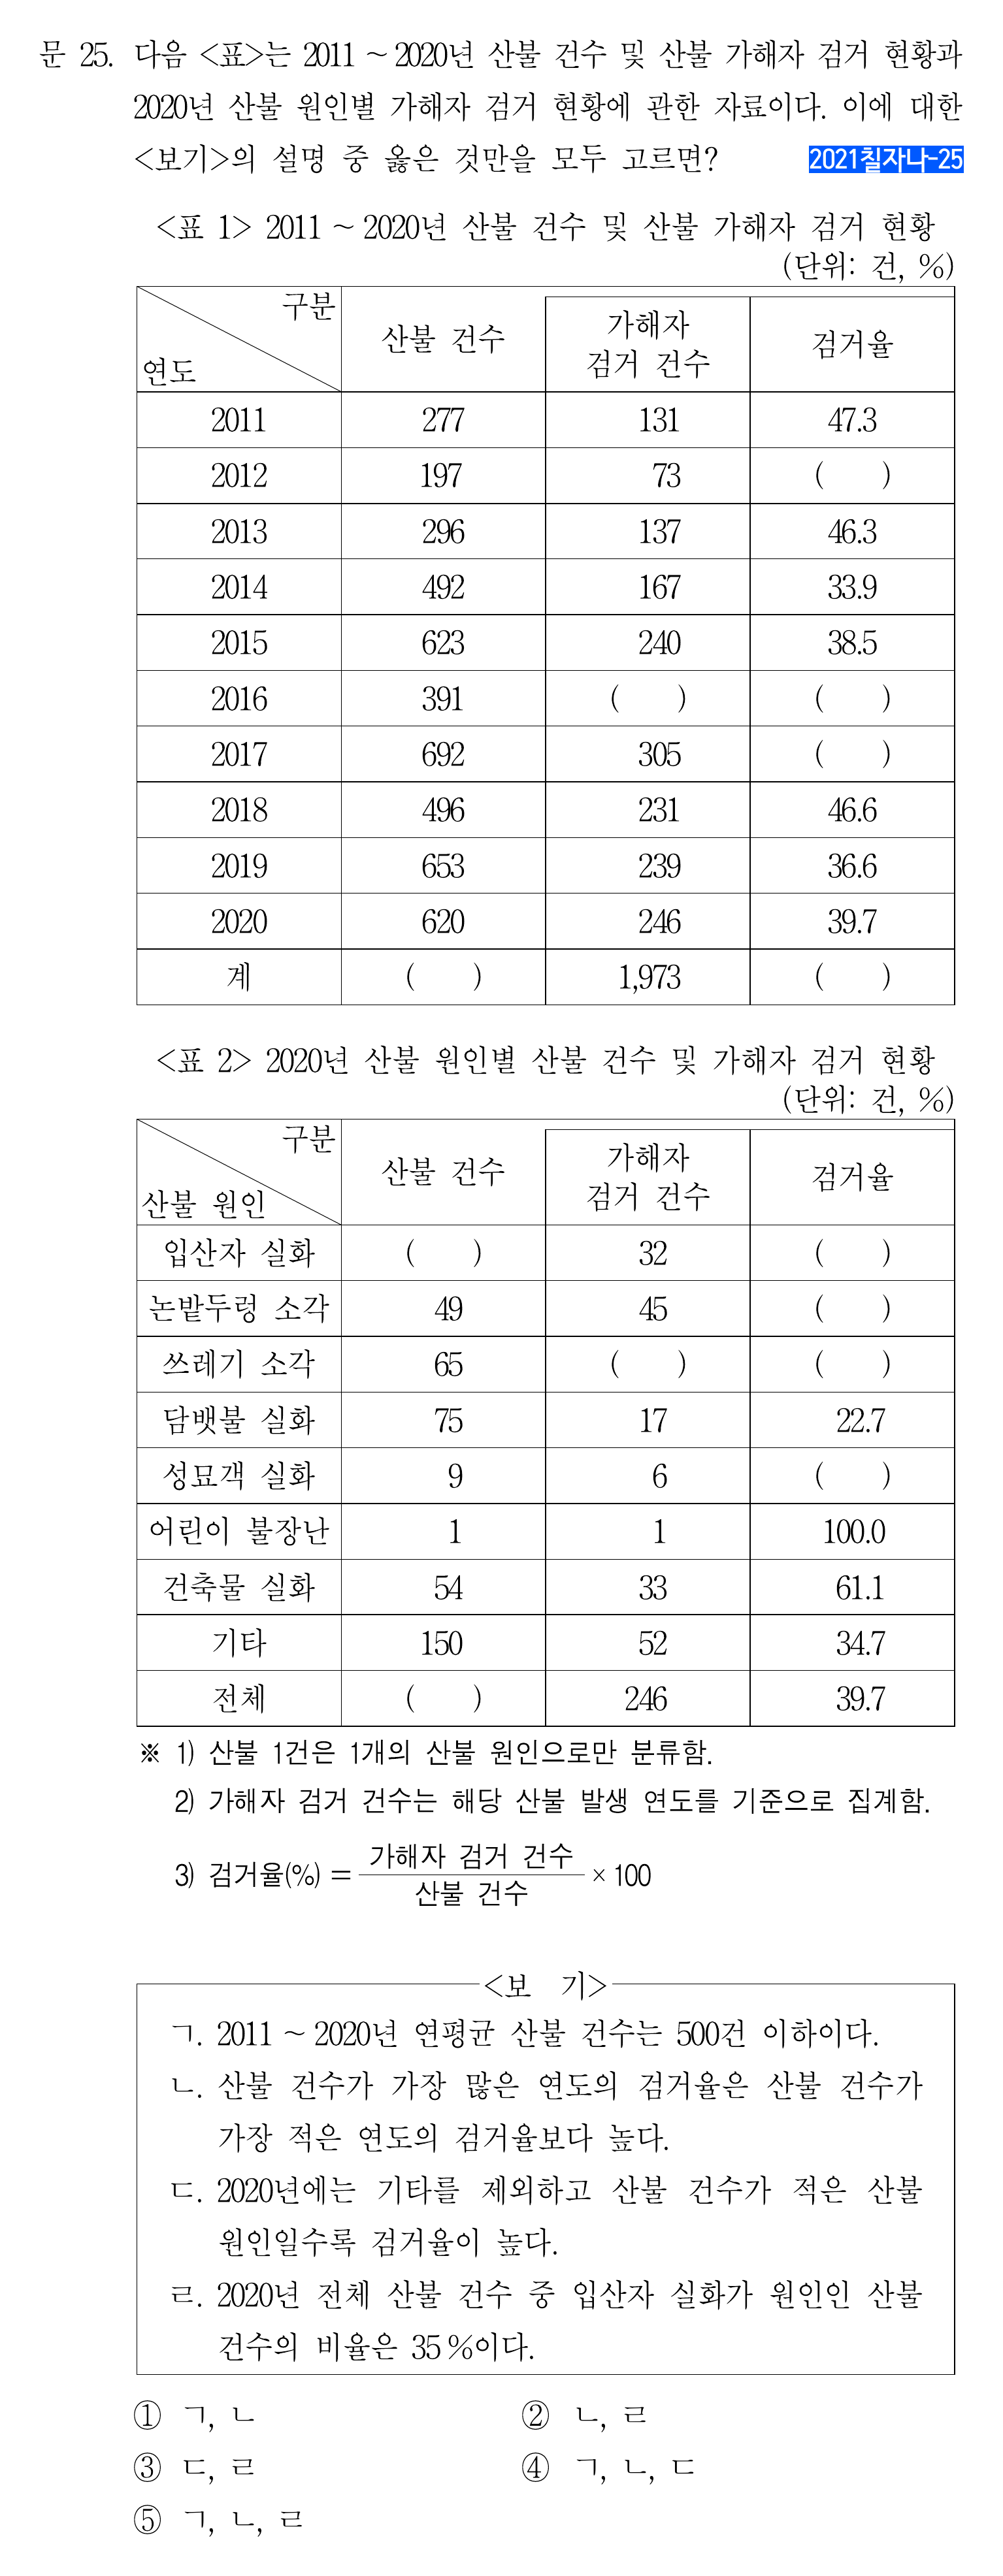 문 25. 다음 <표>는 2011 ~ 2020년 산불 건수 및 산불 가해자 검거 현황과
2020년 산불 원인별 가해자 검거 현황에 관한 자료이다. 이에 대한
<보기>의 설명 중 옳은 것만을 모두 고르면? 2021칠자나-25
<표 1> 2011 ~ 2020년 산불 건수 및 산불 가해자 검거 현황
(단위: 건, %)
구분
연도
산불 건수
가해자
검거 건수
검거율
2011 277 131 47.3
2012 197 73 ( )
2013 296 137 46.3
2014 492 167 33.9
2015 623 240 38.5
2016 391 ( ) ( )
2017 692 305 ( )
2018 496 231 46.6
2019 653 239 36.6
2020 620 246 39.7
계 ( ) 1,973 ( )
<표 2> 2020년 산불 원인별 산불 건수 및 가해자 검거 현황
(단위: 건, %)
구분
산불 원인
산불 건수
가해자
검거 건수
검거율
입산자 실화 ( ) 32 ( )
논밭두렁 소각 49 45 ( )
쓰레기 소각 65 ( ) ( )
담뱃불 실화 75 17 22.7
성묘객 실화 9 6 ( )
어린이 불장난 1 1 100.0
건축물 실화 54 33 61.1
기타 150 52 34.7
전체 ( ) 246 39.7
※ 1) 산불 1건은 1개의 산불 원인으로만 분류함.
2) 가해자 검거 건수는 해당 산불 발생 연도를 기준으로 집계함.
3) 검거율(%) = 가해자 검거 건수 / 산불 건수 × 100
<보 기>
ㄱ. 2011 ~ 2020년 연평균 산불 건수는 500건 이하이다.
ㄴ. 산불 건수가 가장 많은 연도의 검거율은 산불 건수가
가장 적은 연도의 검거율보다 높다.
ㄷ. 2020년에는 기타를 제외하고 산불 건수가 적은 산불
원인일수록 검거율이 높다.
ㄹ. 2020년 전체 산불 건수 중 입산자 실화가 원인인 산불
건수의 비율은 35 %이다.
① ㄱ, ㄴ ② ㄴ, ㄹ
③ ㄷ, ㄹ ④ ㄱ, ㄴ, ㄷ
⑤ ㄱ, ㄴ, ㄹ